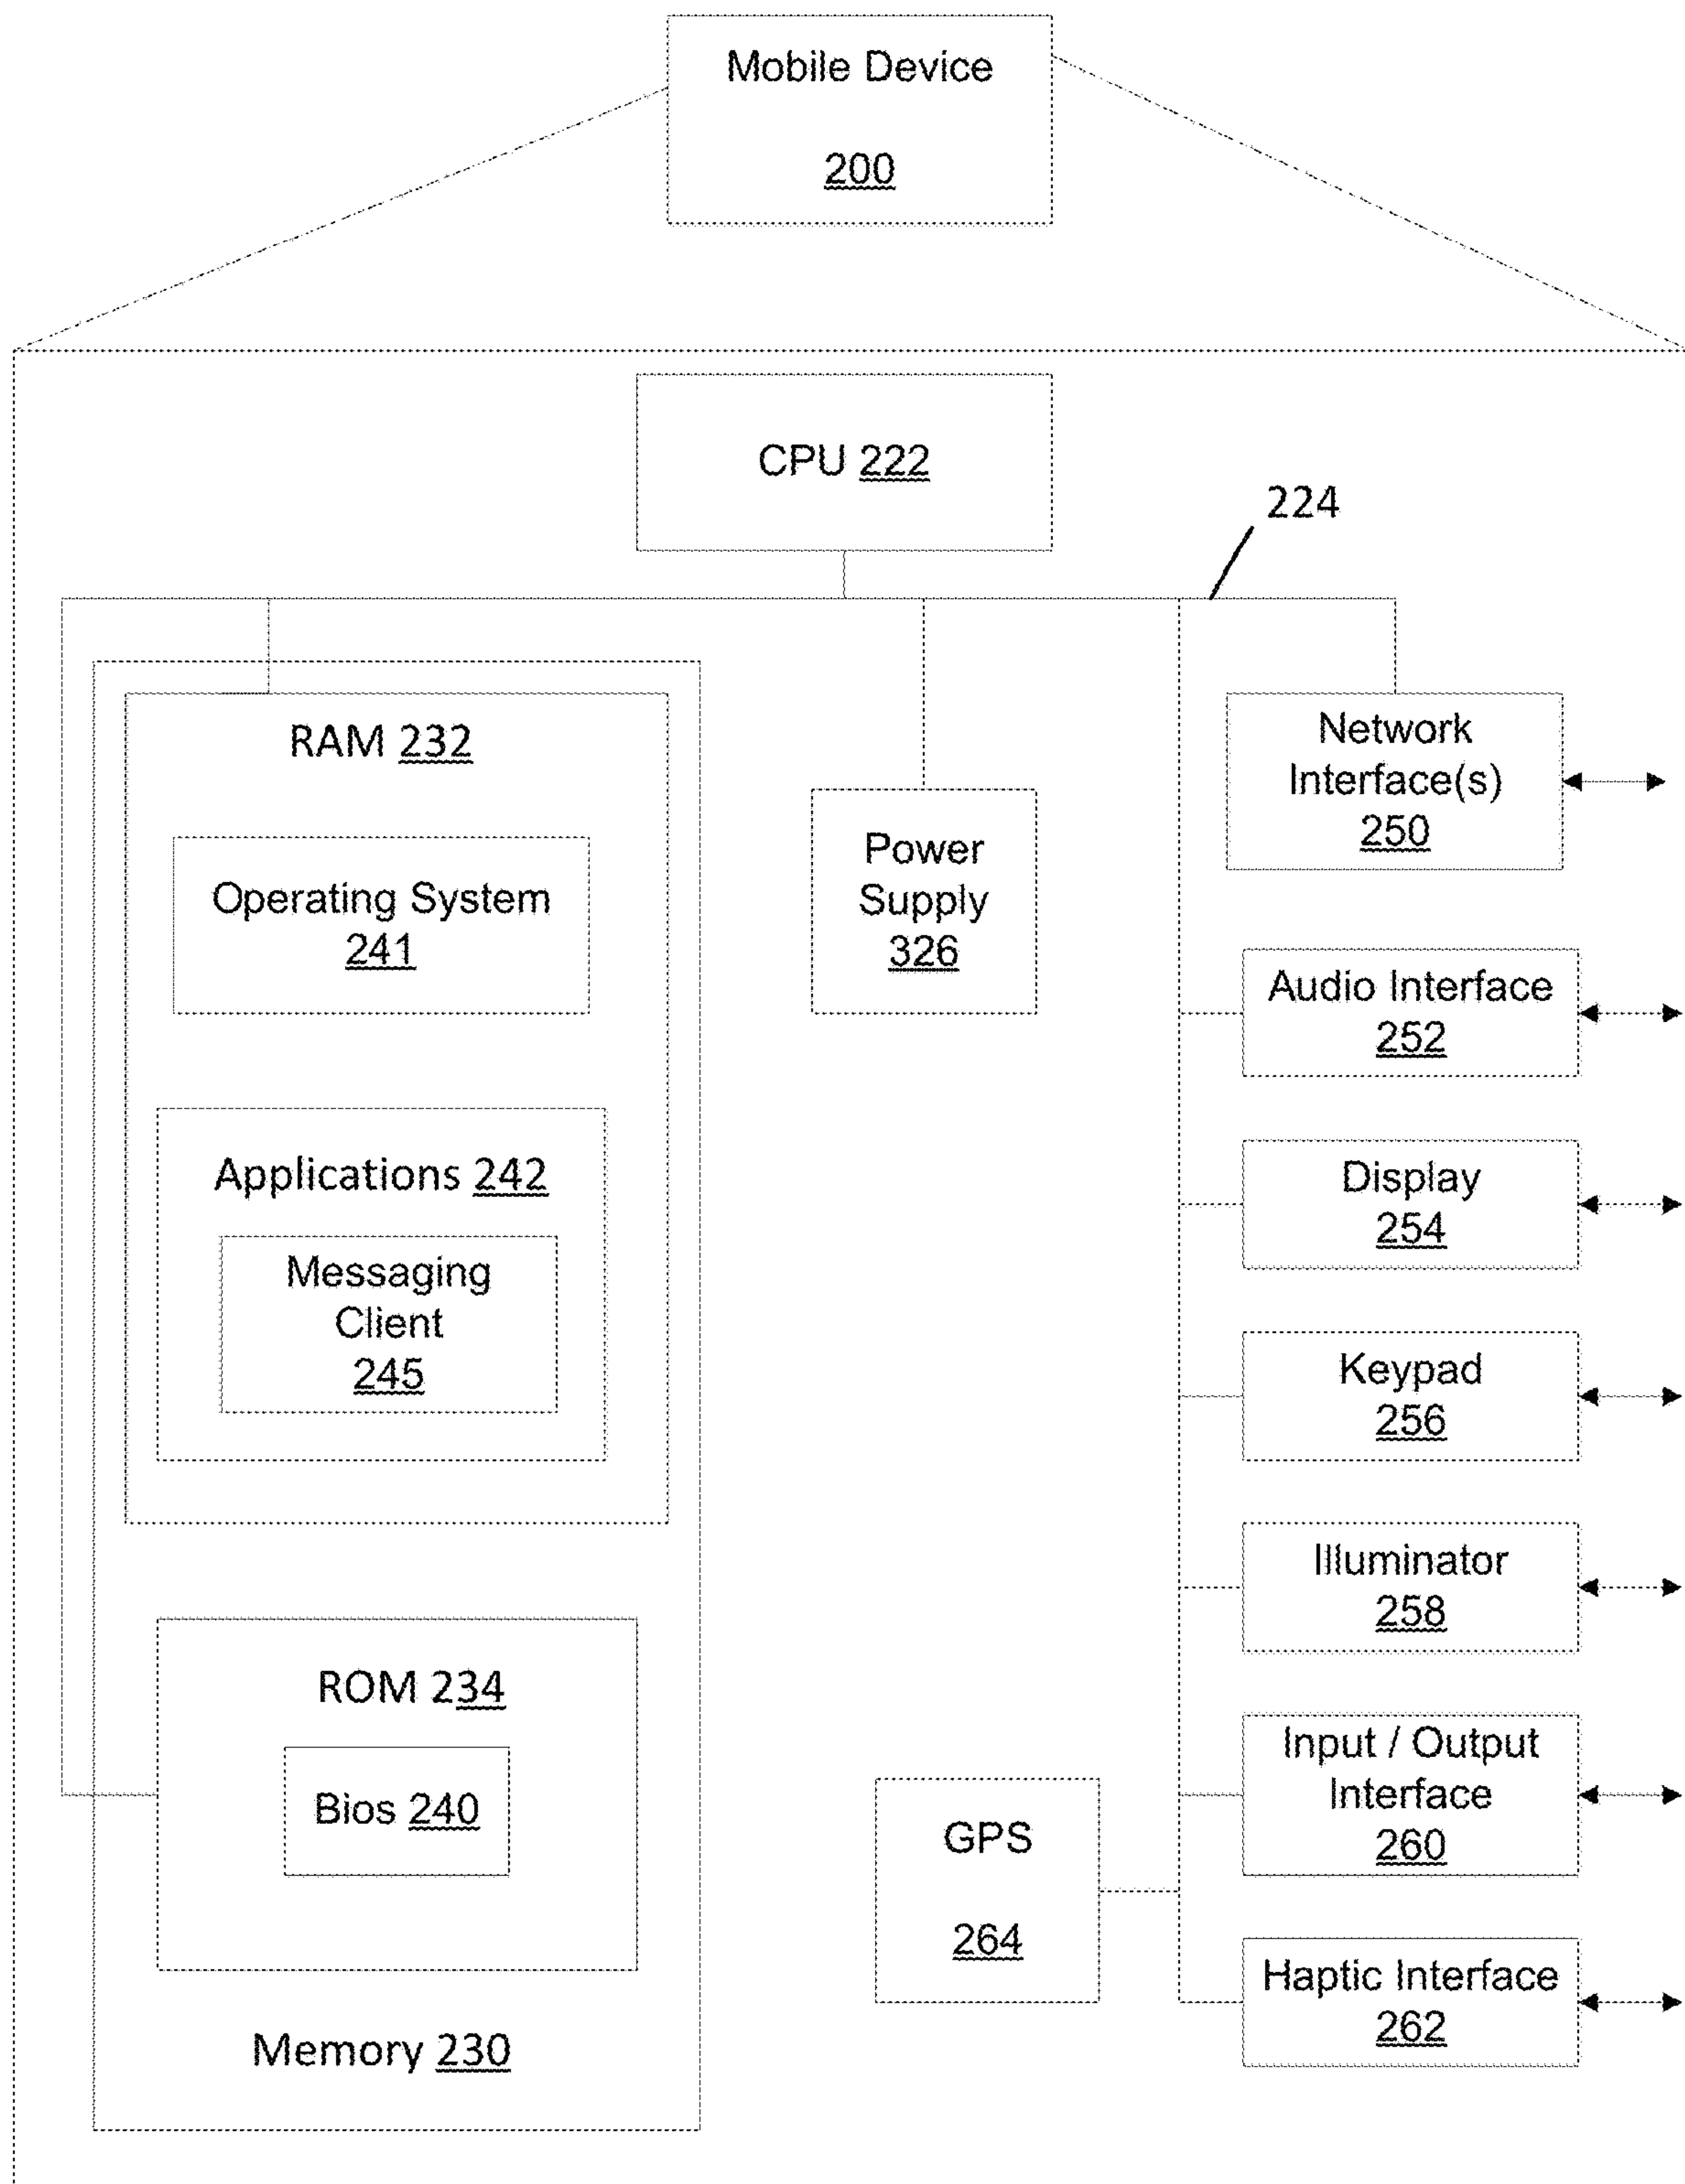 Mobile Device
200
CPU 222
224
RAM 232
Operating System
241
Applications 242
Messaging
Client
245
ROM 234
Bios 240
Memory 230
Power
Supply
326
GPS
264
Network
Interface(s)
250
Audio Interface
252
Display
254
Keypad
256
Illuminator
258
Input / Output
Interface
260
Haptic Interface
262